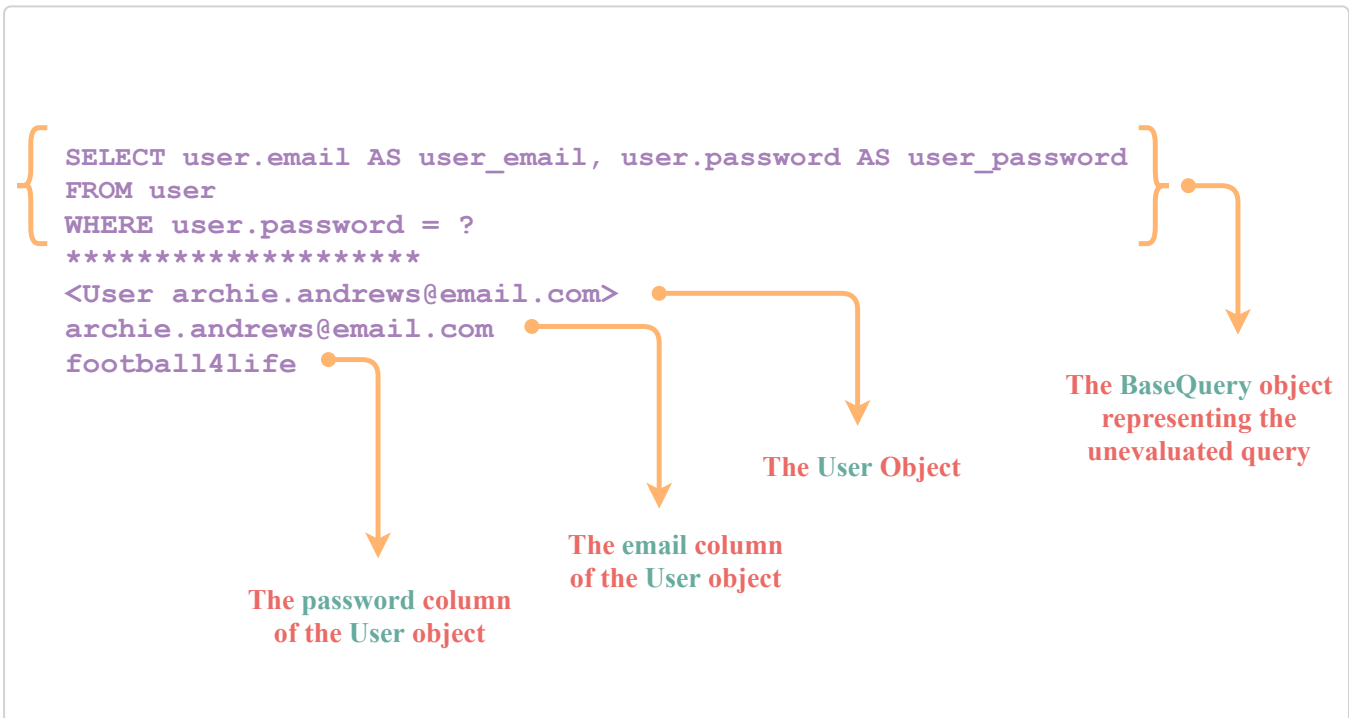 SELECT user.email AS user_email, user.password AS user_password
FROM user
WHERE user.password = ?
*********************
<User archie.andrews@email.com>
archie.andrews@email.com
football4life
The BaseQuery object
representing the
unevaluated query
The User Object
The email column
of the User object
The password column
of the User object